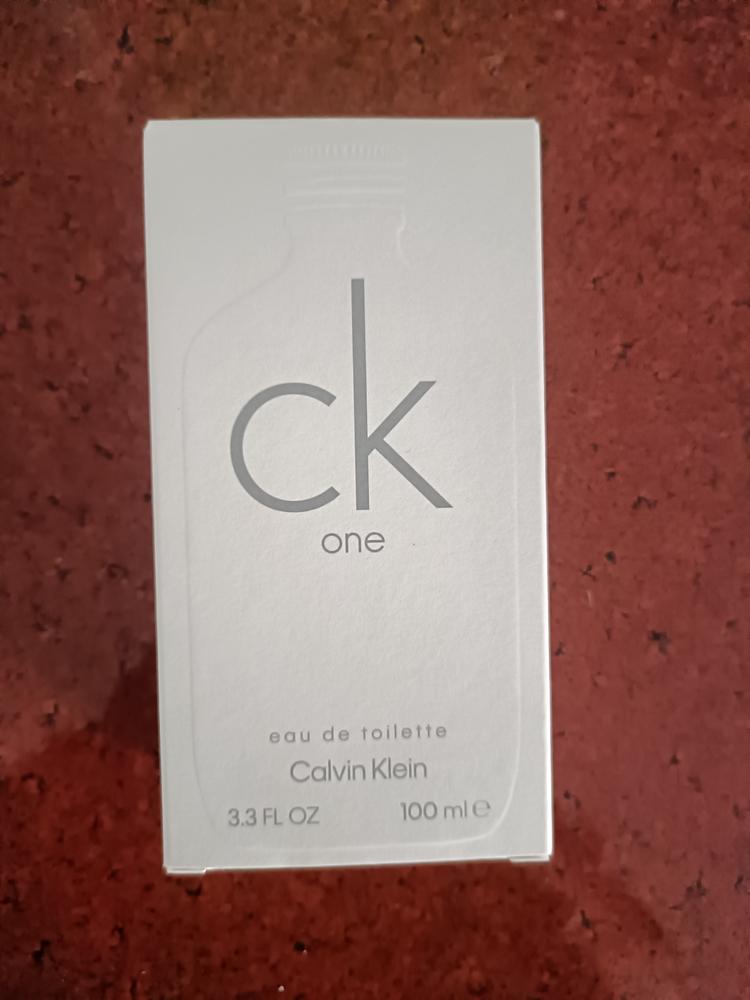 ck
one
eau de toilette
Calvin Klein
3.3 FL OZ 100 ml ℮